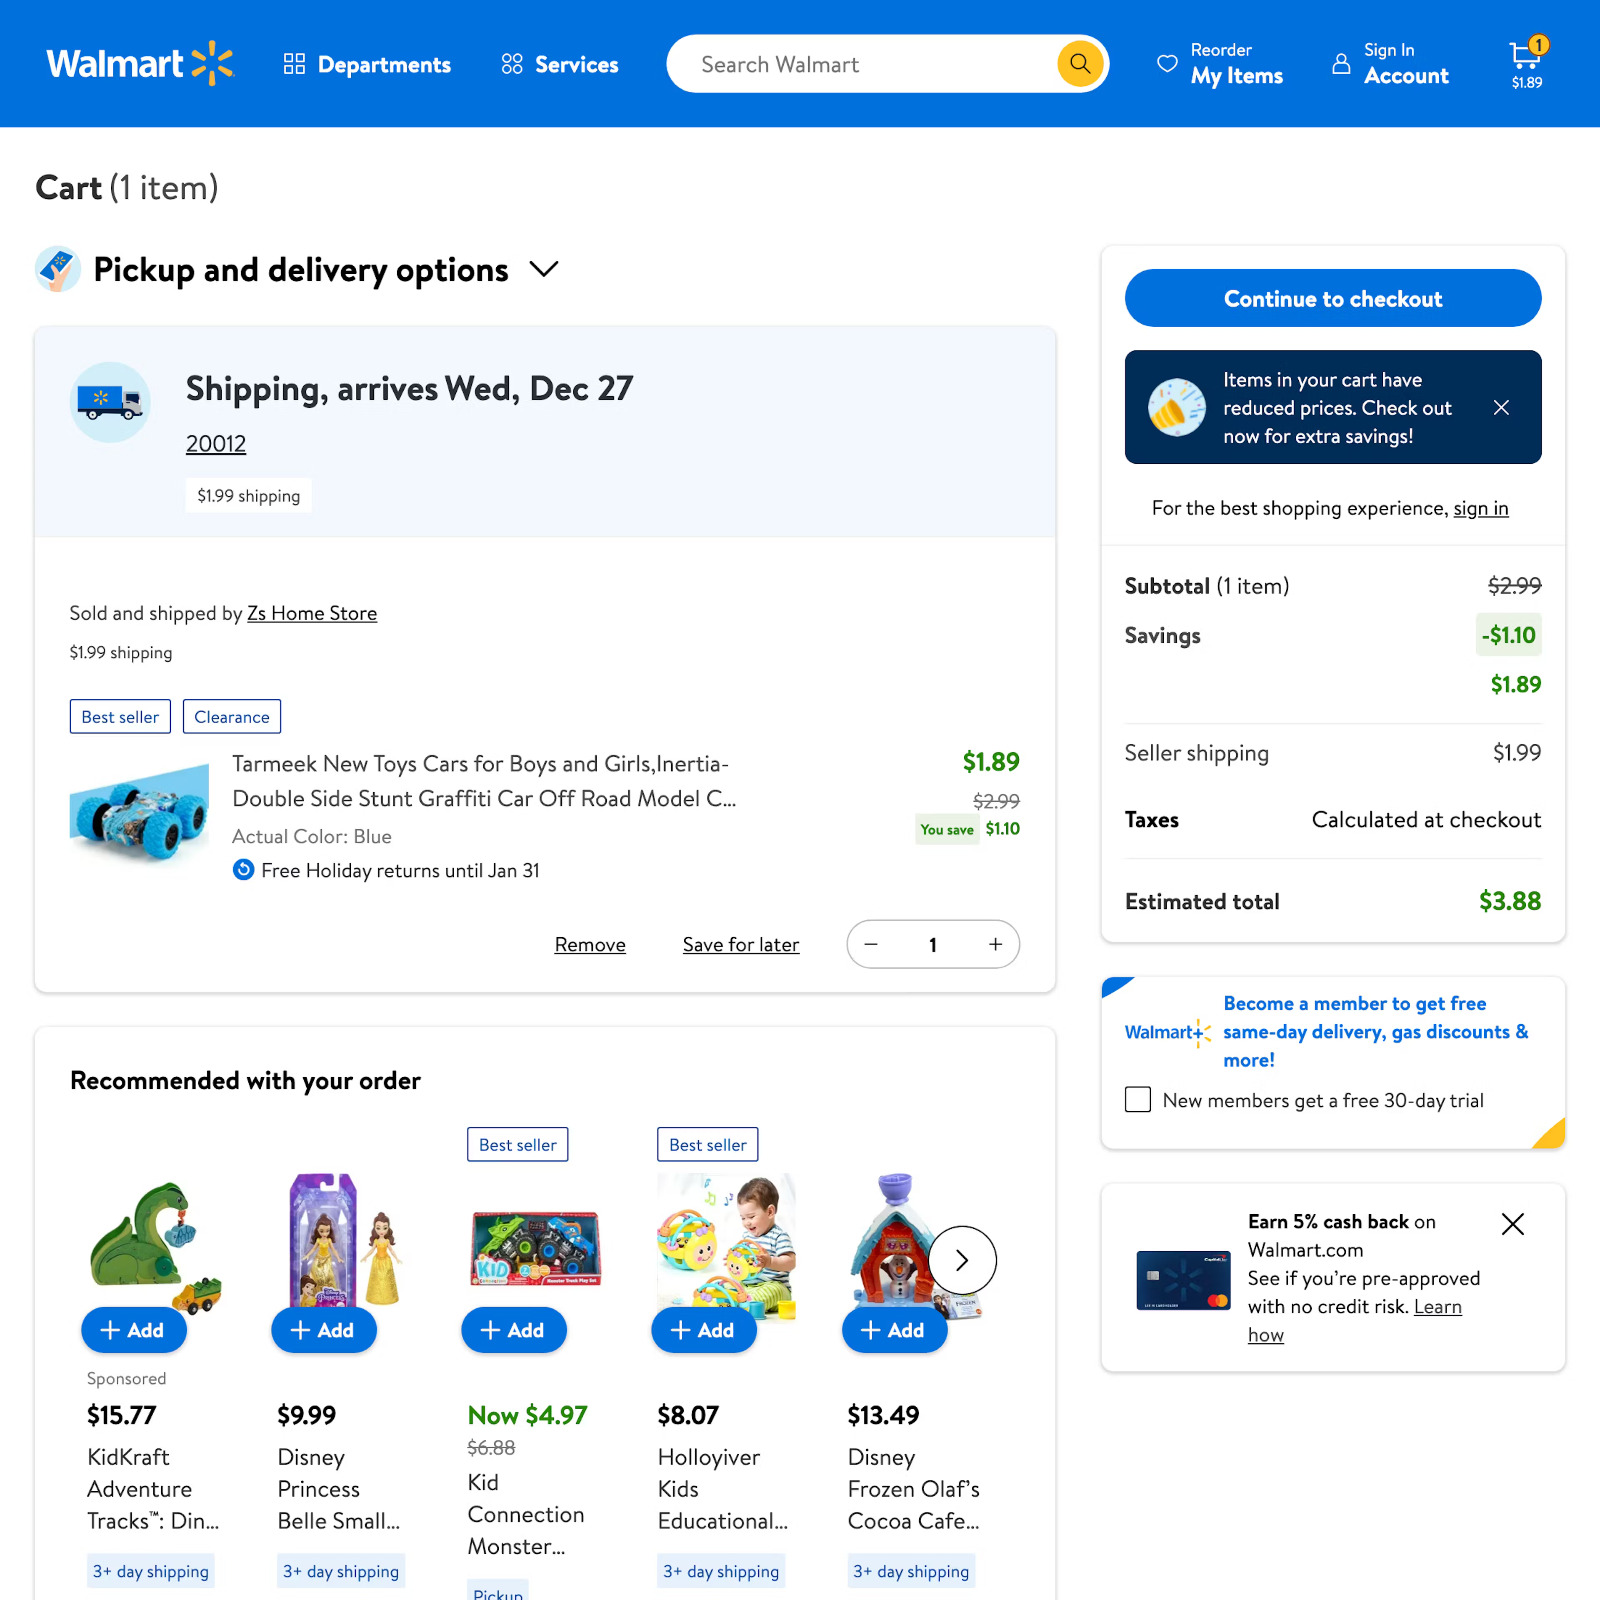 Walmart
Departments
Services
Search Walmart
Reorder
My Items
Sign In
Account
1
$1.89
Cart (1 item)
Pickup and delivery options
Shipping, arrives Wed, Dec 27
20012
$1.99 shipping
Sold and shipped by Zs Home Store
$1.99 shipping
Best seller
Clearance
Tarmeek New Toys Cars for Boys and Girls,Inertia-
Double Side Stunt Graffiti Car Off Road Model C...
Actual Color: Blue
Free Holiday returns until Jan 31
$1.89
$2.99
You save $1.10
Remove
Save for later
1
Continue to checkout
Items in your cart have
reduced prices. Check out
now for extra savings!
For the best shopping experience, sign in
Subtotal (1 item) $2.99
Savings -$1.10
$1.89
Seller shipping $1.99
Taxes Calculated at checkout
Estimated total $3.88
Walmart+
Become a member to get free
same-day delivery, gas discounts &
more!
New members get a free 30-day trial
Earn 5% cash back on
Walmart.com
See if you're pre-approved
with no credit risk. Learn
how
Recommended with your order
Add
Sponsored
$15.77
KidKraft
Adventure
Tracks™: Din...
3+ day shipping
Add
$9.99
Disney
Princess
Belle Small...
3+ day shipping
Best seller
KID
Add
Now $4.97
$6.88
Kid
Connection
Monster...
Pickup
Best seller
Add
$8.07
Holloyiver
Kids
Educational...
3+ day shipping
FROZEN
Add
$13.49
Disney
Frozen Olaf's
Cocoa Cafe...
3+ day shipping